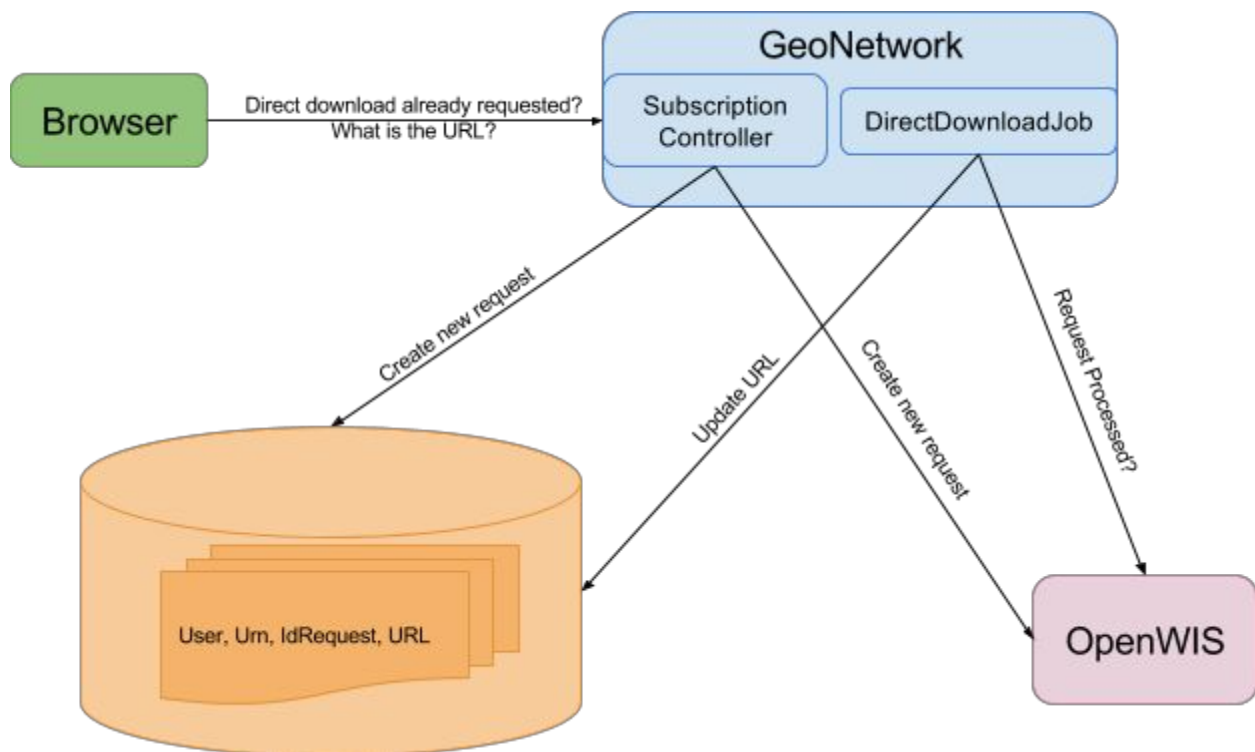 GeoNetwork
Browser
Direct download already requested?
What is the URL?
Subscription
Controller
DirectDownloadJob
Create new request
Update URL
Create new request
Request Processed?
User, Urn, IdRequest, URL
OpenWIS